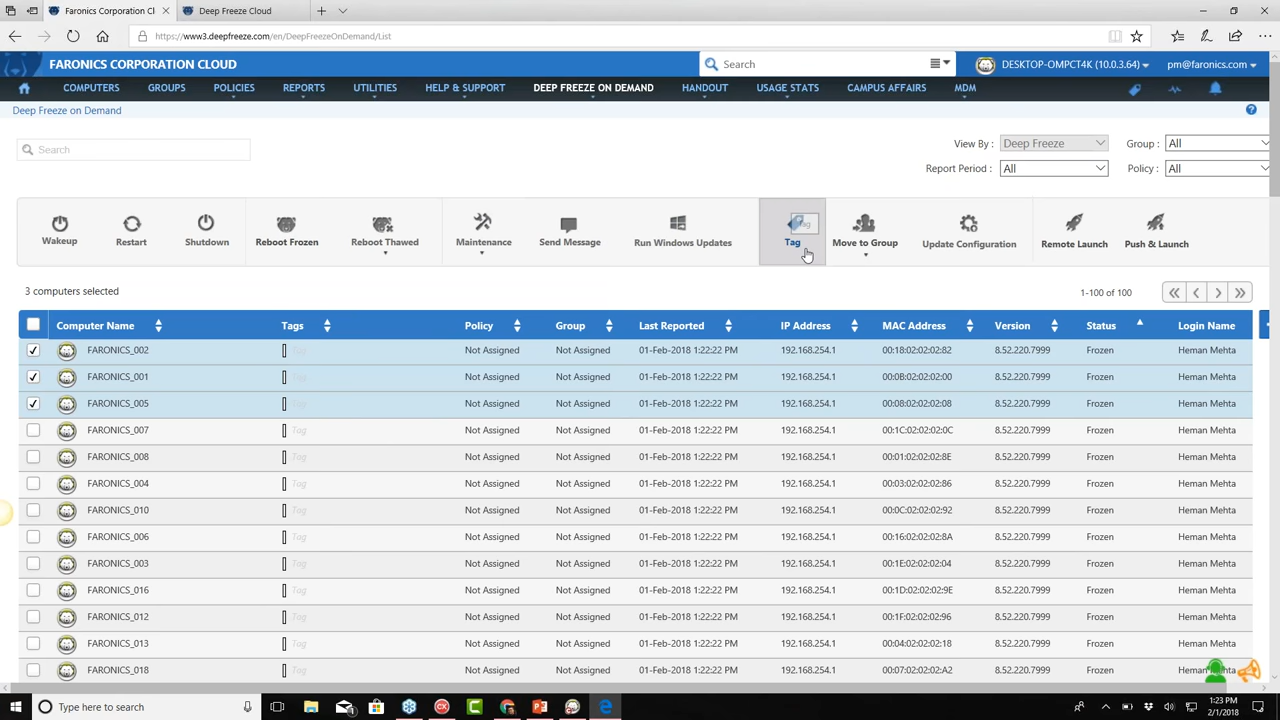 Faronics Corporation Cl
Deep Freeze Cloud
https://www3.deepfreeze.com/en/DeepFreezeOnDemand/List
FARONICS CORPORATION CLOUD
Search
DESKTOP-OMPCT4K (10.0.3.64)
pm@faronics.com
COMPUTERS GROUPS POLICIES REPORTS UTILITIES HELP & SUPPORT DEEP FREEZE ON DEMAND HANDOUT USAGE STATS CAMPUS AFFAIRS MDM
Deep Freeze on Demand
Search
View By : Deep Freeze Group : All
Report Period : All Policy : All
Wakeup Restart Shutdown Reboot Frozen Reboot Thawed Maintenance Send Message Run Windows Updates Tag Move to Group Update Configuration Remote Launch Push & Launch
Tag
3 computers selected
1-100 of 100
Computer Name Tags Policy Group Last Reported IP Address MAC Address Version Status Login Name
FARONICS_002 Tag Not Assigned Not Assigned 01-Feb-2018 1:22:22 PM 192.168.254.1 00:18:02:02:02:82 8.52.220.7999 Frozen Heman Mehta
FARONICS_001 Tag Not Assigned Not Assigned 01-Feb-2018 1:22:22 PM 192.168.254.1 00:0B:02:02:02:00 8.52.220.7999 Frozen Heman Mehta
FARONICS_005 Tag Not Assigned Not Assigned 01-Feb-2018 1:22:22 PM 192.168.254.1 00:08:02:02:02:08 8.52.220.7999 Frozen Heman Mehta
FARONICS_007 Tag Not Assigned Not Assigned 01-Feb-2018 1:22:22 PM 192.168.254.1 00:1C:02:02:02:0C 8.52.220.7999 Frozen Heman Mehta
FARONICS_008 Tag Not Assigned Not Assigned 01-Feb-2018 1:22:22 PM 192.168.254.1 00:01:02:02:02:8E 8.52.220.7999 Frozen Heman Mehta
FARONICS_004 Tag Not Assigned Not Assigned 01-Feb-2018 1:22:22 PM 192.168.254.1 00:03:02:02:02:86 8.52.220.7999 Frozen Heman Mehta
FARONICS_010 Tag Not Assigned Not Assigned 01-Feb-2018 1:22:22 PM 192.168.254.1 00:0C:02:02:02:92 8.52.220.7999 Frozen Heman Mehta
FARONICS_006 Tag Not Assigned Not Assigned 01-Feb-2018 1:22:22 PM 192.168.254.1 00:16:02:02:02:8A 8.52.220.7999 Frozen Heman Mehta
FARONICS_003 Tag Not Assigned Not Assigned 01-Feb-2018 1:22:22 PM 192.168.254.1 00:1E:02:02:02:04 8.52.220.7999 Frozen Heman Mehta
FARONICS_016 Tag Not Assigned Not Assigned 01-Feb-2018 1:22:22 PM 192.168.254.1 00:1D:02:02:02:9E 8.52.220.7999 Frozen Heman Mehta
FARONICS_012 Tag Not Assigned Not Assigned 01-Feb-2018 1:22:22 PM 192.168.254.1 00:1F:02:02:02:96 8.52.220.7999 Frozen Heman Mehta
FARONICS_013 Tag Not Assigned Not Assigned 01-Feb-2018 1:22:22 PM 192.168.254.1 00:04:02:02:02:18 8.52.220.7999 Frozen Heman Mehta
FARONICS_018 Tag Not Assigned Not Assigned 01-Feb-2018 1:22:22 PM 192.168.254.1 00:07:02:02:02:A2 8.52.220.7999 Frozen Heman Mehta
Type here to search
1:23 PM
2/1/2018